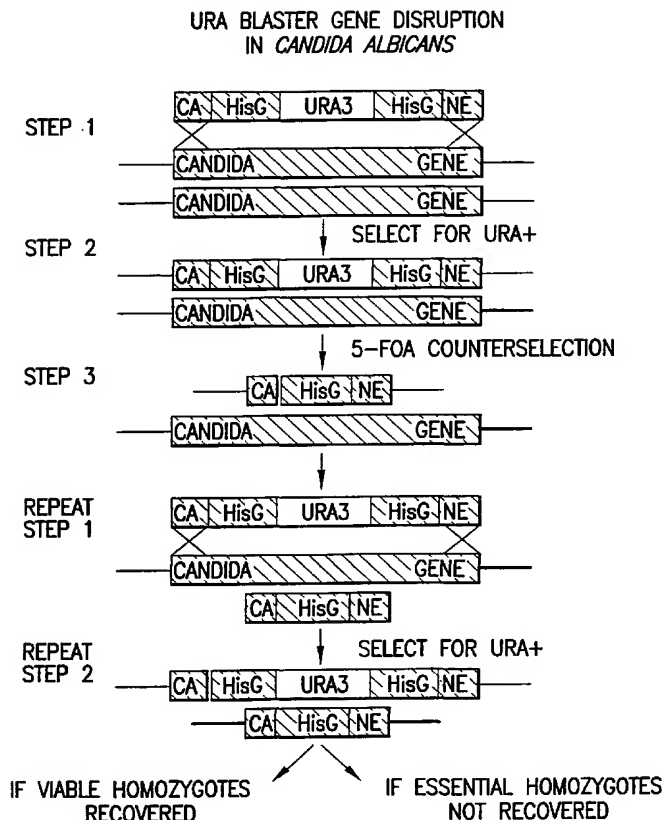 URA BLASTER GENE DISRUPTION
IN CANDIDA ALBICANS
STEP 1
CA HisG URA3 HisG NE
CANDIDA GENE
CANDIDA GENE
SELECT FOR URA+
STEP 2
CA HisG URA3 HisG NE
CANDIDA GENE
5-FOA COUNTERSELECTION
STEP 3
CA HisG NE
CANDIDA GENE
REPEAT
STEP 1
CA HisG URA3 HisG NE
CANDIDA GENE
CA HisG NE
SELECT FOR URA+
REPEAT
STEP 2
CA HisG URA3 HisG NE
CA HisG NE
IF VIABLE HOMOZYGOTES
RECOVERED
IF ESSENTIAL HOMOZYGOTES
NOT RECOVERED